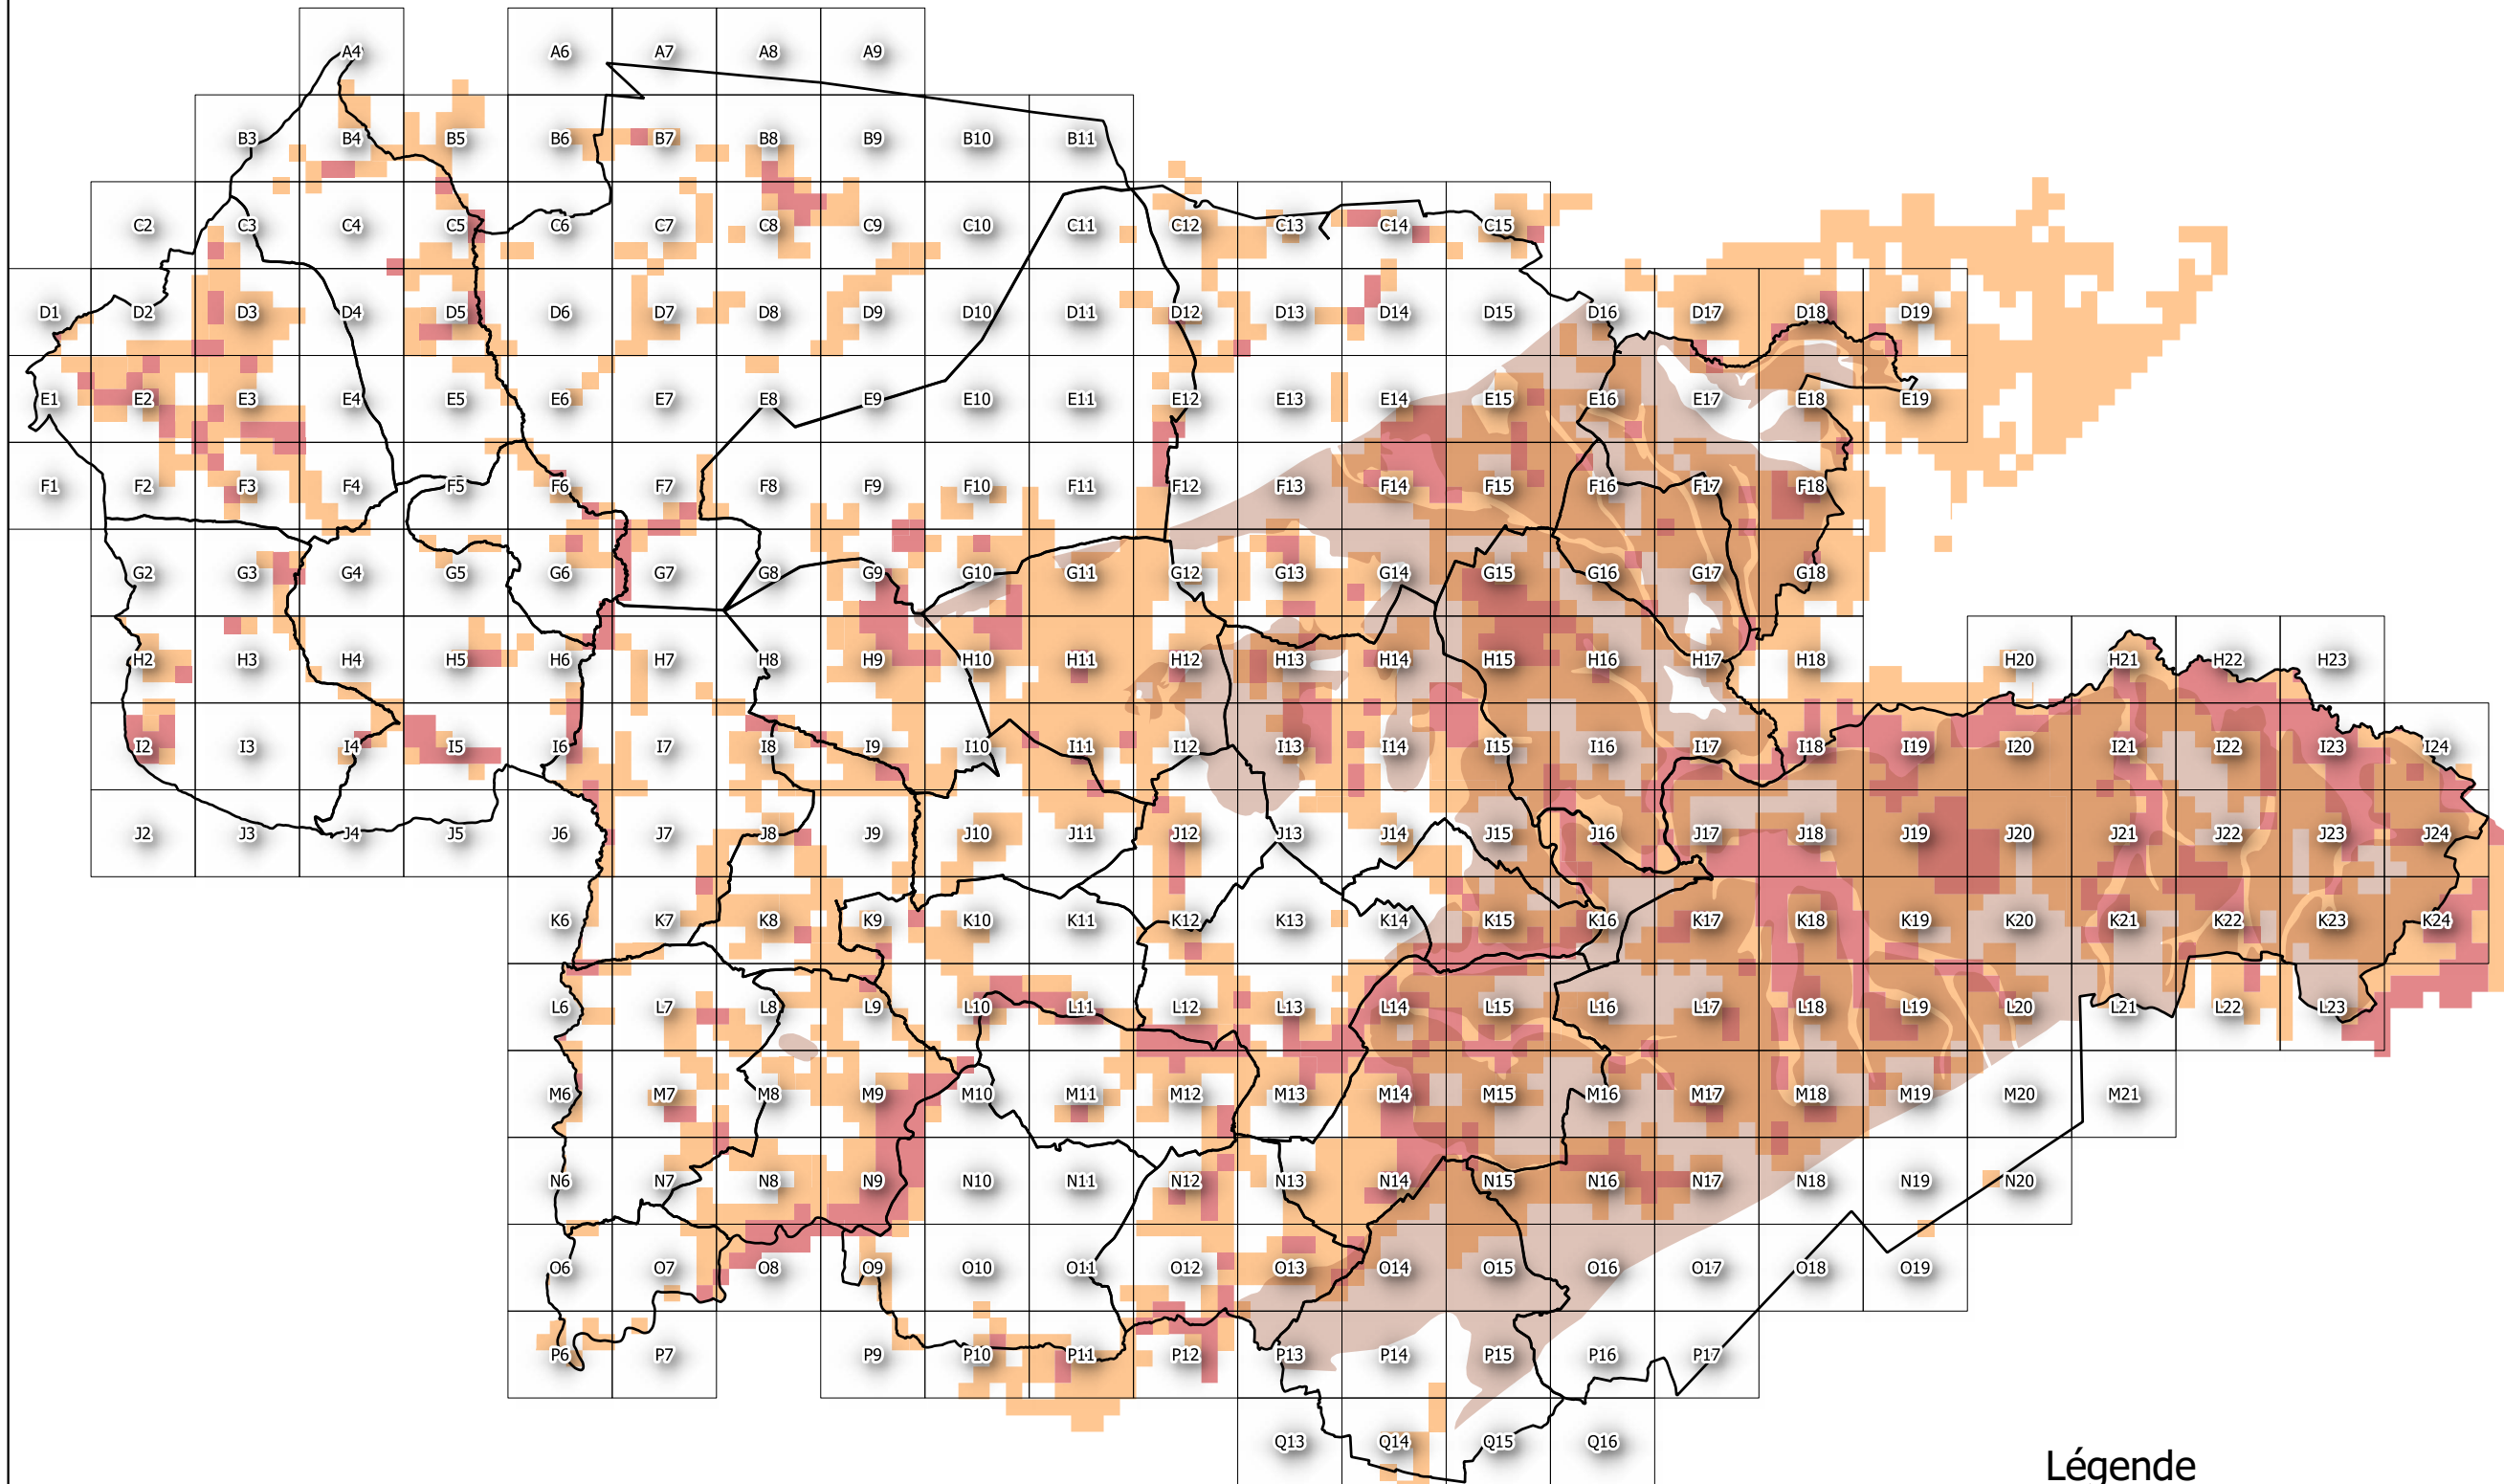 A4 A6 A7 A8 A9
B3 B4 B5 B6 B7 B8 B9 B10 B11
C2 C3 C4 C5 C6 C7 C8 C9 C10 C11 C12 C13 C14 C15
D1 D2 D3 D4 D5 D6 D7 D8 D9 D10 D11 D12 D13 D14 D15 D16 D17 D18 D19
E1 E2 E3 E4 E5 E6 E7 E8 E9 E10 E11 E12 E13 E14 E15 E16 E17 E18 E19
F1 F2 F3 F4 F5 F6 F7 F8 F9 F10 F11 F12 F13 F14 F15 F16 F17 F18
G2 G3 G4 G5 G6 G7 G8 G9 G10 G11 G12 G13 G14 G15 G16 G17 G18
H2 H3 H4 H5 H6 H7 H8 H9 H10 H11 H12 H13 H14 H15 H16 H17 H18 H20 H21 H22 H23
I2 I3 I4 I5 I6 I7 I8 I9 I10 I11 I12 I13 I14 I15 I16 I17 I18 I19 I20 I21 I22 I23 I24
J2 J3 J4 J5 J6 J7 J8 J9 J10 J11 J12 J13 J14 J15 J16 J17 J18 J19 J20 J21 J22 J23 J24
K6 K7 K8 K9 K10 K11 K12 K13 K14 K15 K16 K17 K18 K19 K20 K21 K22 K23 K24
L6 L7 L8 L9 L10 L11 L12 L13 L14 L15 L16 L17 L18 L19 L20 L21 L22 L23
M6 M7 M8 M9 M10 M11 M12 M13 M14 M15 M16 M17 M18 M19 M20 M21
N6 N7 N8 N9 N10 N11 N12 N13 N14 N15 N16 N17 N18 N19 N20
O6 O7 O8 O9 O10 O11 O12 O13 O14 O15 O16 O17 O18 O19
P6 P7 P9 P10 P11 P12 P13 P14 P15 P16 P17
Q13 Q14 Q15 Q16
Légende